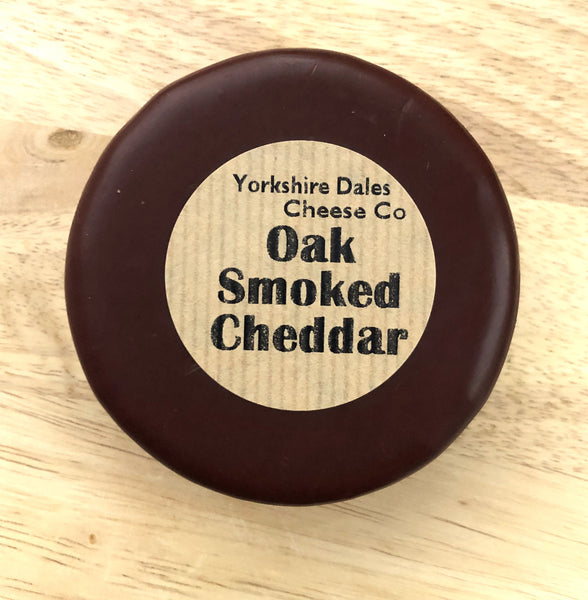 Yorkshire Dales
Cheese Co
Oak
Smoked
Cheddar